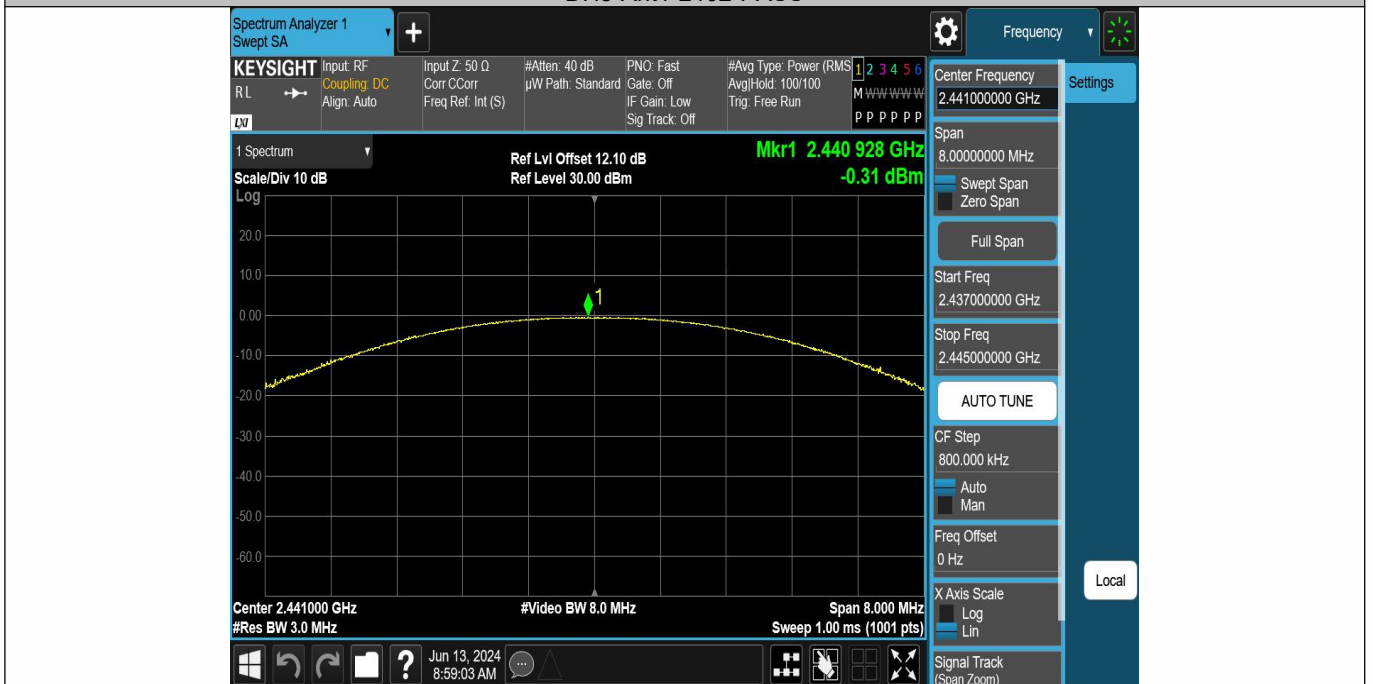 Spectrum Analyzer 1
Swept SA
Frequency
KEYSIGHT
RL
LXI
Input: RF
Coupling: DC
Align: Auto
Input Z: 50 Ω
Corr CCorr
Freq Ref: Int (S)
#Atten: 40 dB
µW Path: Standard
PNO: Fast
Gate: Off
IF Gain: Low
Sig Track: Off
#Avg Type: Power (RMS
Avg|Hold: 100/100
Trig: Free Run
1 2 3 4 5 6
M W W W W W
P P P P P P
1 Spectrum
Scale/Div 10 dB
Log
Ref Lvl Offset 12.10 dB
Ref Level 30.00 dBm
Mkr1 2.440 928 GHz
-0.31 dBm
20.0
10.0
1
0.00
-10.0
-20.0
-30.0
-40.0
-50.0
-60.0
Center 2.441000 GHz
#Res BW 3.0 MHz
#Video BW 8.0 MHz
Span 8.000 MHz
Sweep 1.00 ms (1001 pts)
Jun 13, 2024
8:59:03 AM
Center Frequency
2.441000000 GHz
Settings
Span
8.00000000 MHz
Swept Span
Zero Span
Full Span
Start Freq
2.437000000 GHz
Stop Freq
2.445000000 GHz
AUTO TUNE
CF Step
800.000 kHz
Auto
Man
Freq Offset
0 Hz
Local
X Axis Scale
Log
Lin
Signal Track
(Span Zoom)